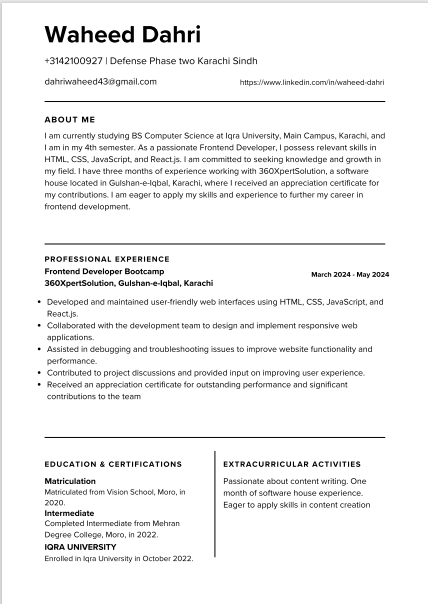 Waheed Dahri
+3142100927 | Defense Phase two Karachi Sindh
dahriwaheed43@gmail.com https://www.linkedin.com/in/waheed-dahri
ABOUT ME
I am currently studying BS Computer Science at Iqra University, Main Campus, Karachi, and
I am in my 4th semester. As a passionate Frontend Developer, I possess relevant skills in
HTML, CSS, JavaScript, and React.js. I am committed to seeking knowledge and growth in
my field. I have three months of experience working with 360XpertSolution, a software
house located in Gulshan-e-Iqbal, Karachi, where I received an appreciation certificate for
my contributions. I am eager to apply my skills and experience to further my career in
frontend development.
PROFESSIONAL EXPERIENCE
Frontend Developer Bootcamp
360XpertSolution, Gulshan-e-Iqbal, Karachi
March 2024 - May 2024
• Developed and maintained user-friendly web interfaces using HTML, CSS, JavaScript, and
React.js.
• Collaborated with the development team to design and implement responsive web
applications.
• Assisted in debugging and troubleshooting issues to improve website functionality and
performance.
• Contributed to project discussions and provided input on improving user experience.
• Received an appreciation certificate for outstanding performance and significant
contributions to the team
EDUCATION & CERTIFICATIONS
Matriculation
Matriculated from Vision School, Moro, in
2020.
Intermediate
Completed Intermediate from Mehran
Degree College, Moro, in 2022.
IQRA UNIVERSITY
Enrolled in Iqra University in October 2022.
EXTRACURRICULAR ACTIVITIES
Passionate about content writing. One
month of software house experience.
Eager to apply skills in content creation